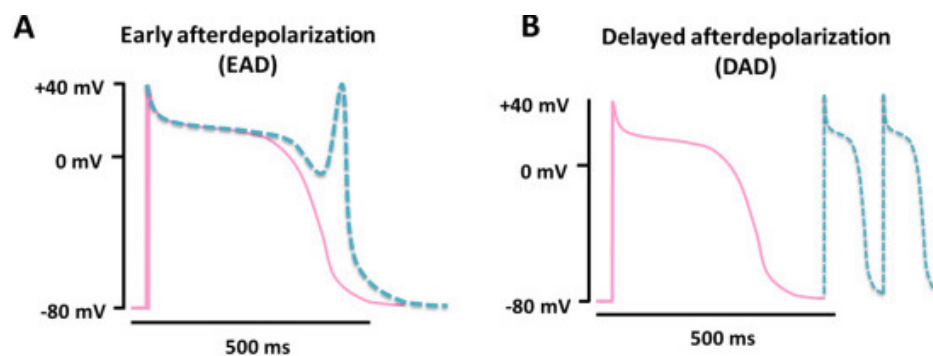 A
Early afterdepolarization
(EAD)
+40 mV
0 mV
-80 mV
500 ms
B
Delayed afterdepolarization
(DAD)
+40 mV
0 mV
-80 mV
500 ms